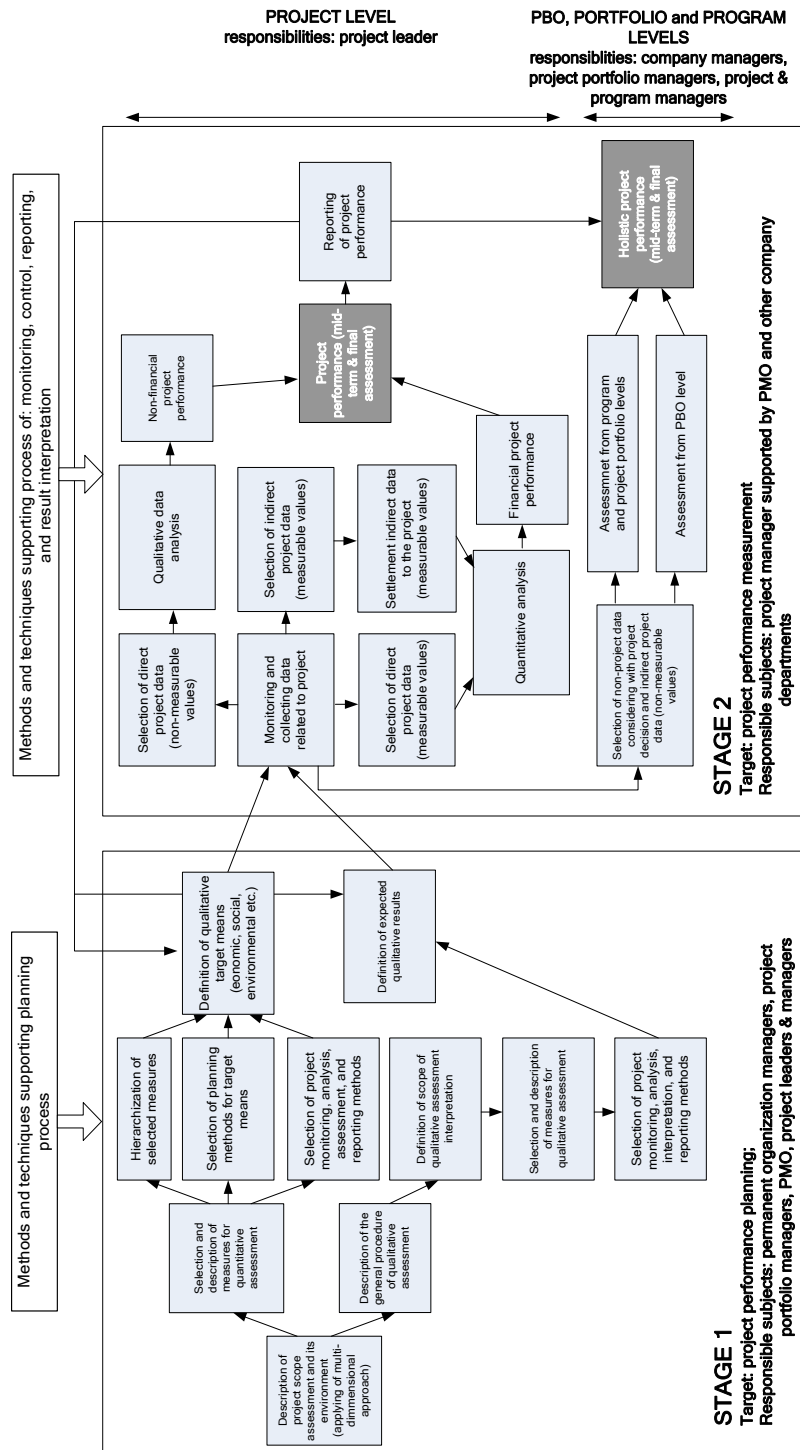 Methods and techniques supporting planning
process
Methods and techniques supporting process of: monitoring, control, reporting,
and result interpretation
PROJECT LEVEL
responsibilities: project leader
PBO, PORTFOLIO and PROGRAM
LEVELS
responsiblities: company managers,
project portfolio managers, project &
program managers
Description of
project scope
assessment and its
environment
(applying of multi-
dimmensional
approach)
Selection and
description of
measures for
quantitative
assessment
Description of the
general procedure
of qualitative
assessment
Hierarchization of
selected measures
Selection of planning
methods for target
means
Selection of project
monitoring, analysis,
assessment, and
reporting methods
Definition of scope of
qualitative assessment
interpretation
Selection and description
of measures for
qualitative assessment
Selection of project
monitoring, analysis,
interpretation, and
reporting methods
Definition of qualitative
target means
(eonomic, social,
environmental etc.)
Definition of expected
qualitative results
STAGE 1
Target: project performance planning;
Responsible subjects: permanent organization managers, project
portfolio managers, PMO, project leaders & managers
Selection of direct
project data
(non-measurable
values)
Qualitative data
analysis
Non-financial
project
performance
Monitoring and
collecting data
related to project
Selection of indirect
project data
(measurable values)
Selection of direct
project data
(measurable values)
Settlement indirect data
to the project
(measurable values)
Quantitative analysis
Financial project
performance
Project
performance (mid-
term & final
assessment)
Reporting
of project
performance
Selection of non-project data
considering with project
decision and indirect project
data (non-measurable
values)
Assessmnet from program
and project portfolio levels
Assessment from PBO level
Holistic project
performance
(mid-term & final
assessment)
STAGE 2
Target: project performance measurement
Responsible subjects: project manager supported by PMO and other company
departments